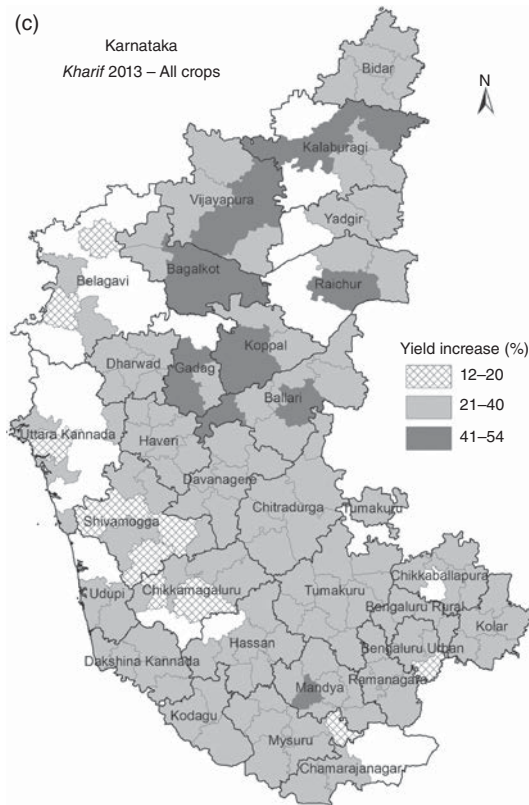 (c)
Karnataka
Kharif 2013 – All crops
N
Bidar
Kalaburagi
Vijayapura
Yadgir
Bagalkot
Raichur
Belagavi
Koppal
Gadag
Dharwad
Ballari
Uttara Kannada
Haveri
Davanagere
Chitradurga
Tumakuru
Shivamogga
Chikkaballapura
Chikkamagaluru
Tumakuru
Udupi
Bengaluru Rural
Kolar
Hassan
Bengaluru Urban
Dakshina Kannada
Mandya
Ramanagara
Kodagu
Mysuru
Chamarajanagar
Yield increase (%)
12–20
21–40
41–54